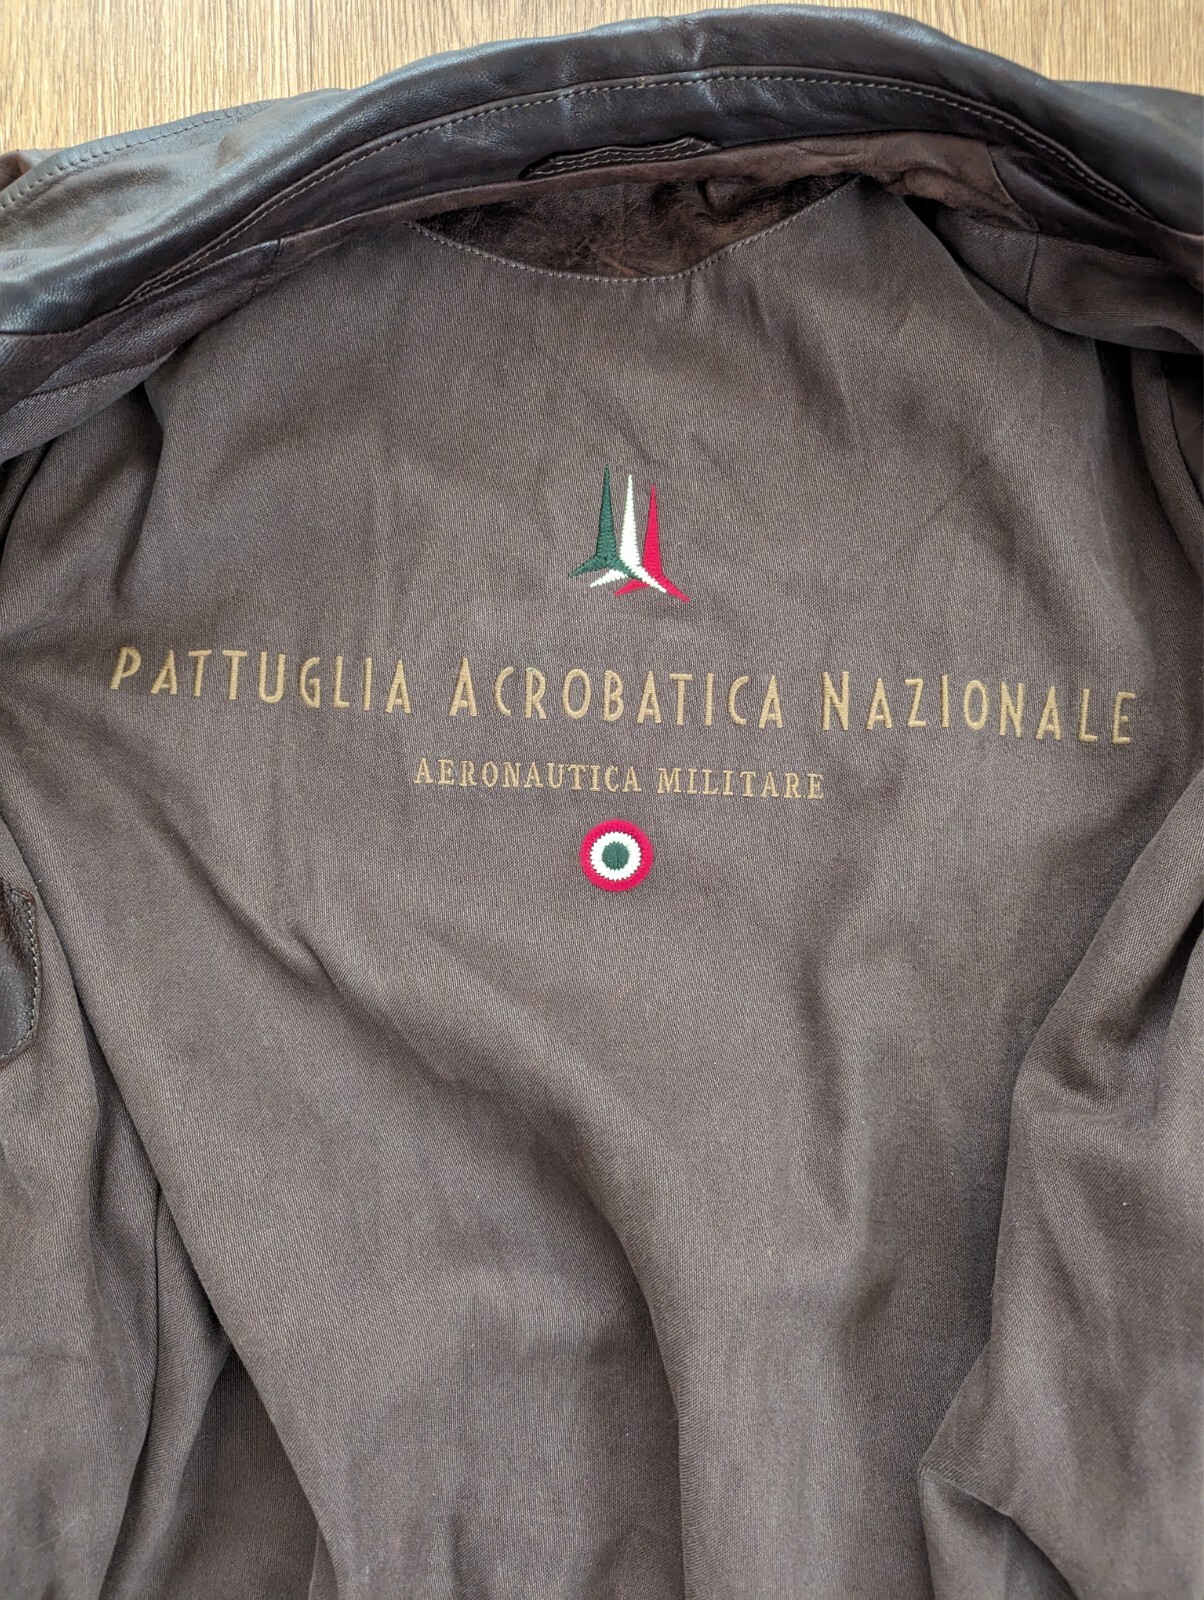 PATTUGLIA ACROBATICA NAZIONALE
AERONAUTICA MILITARE